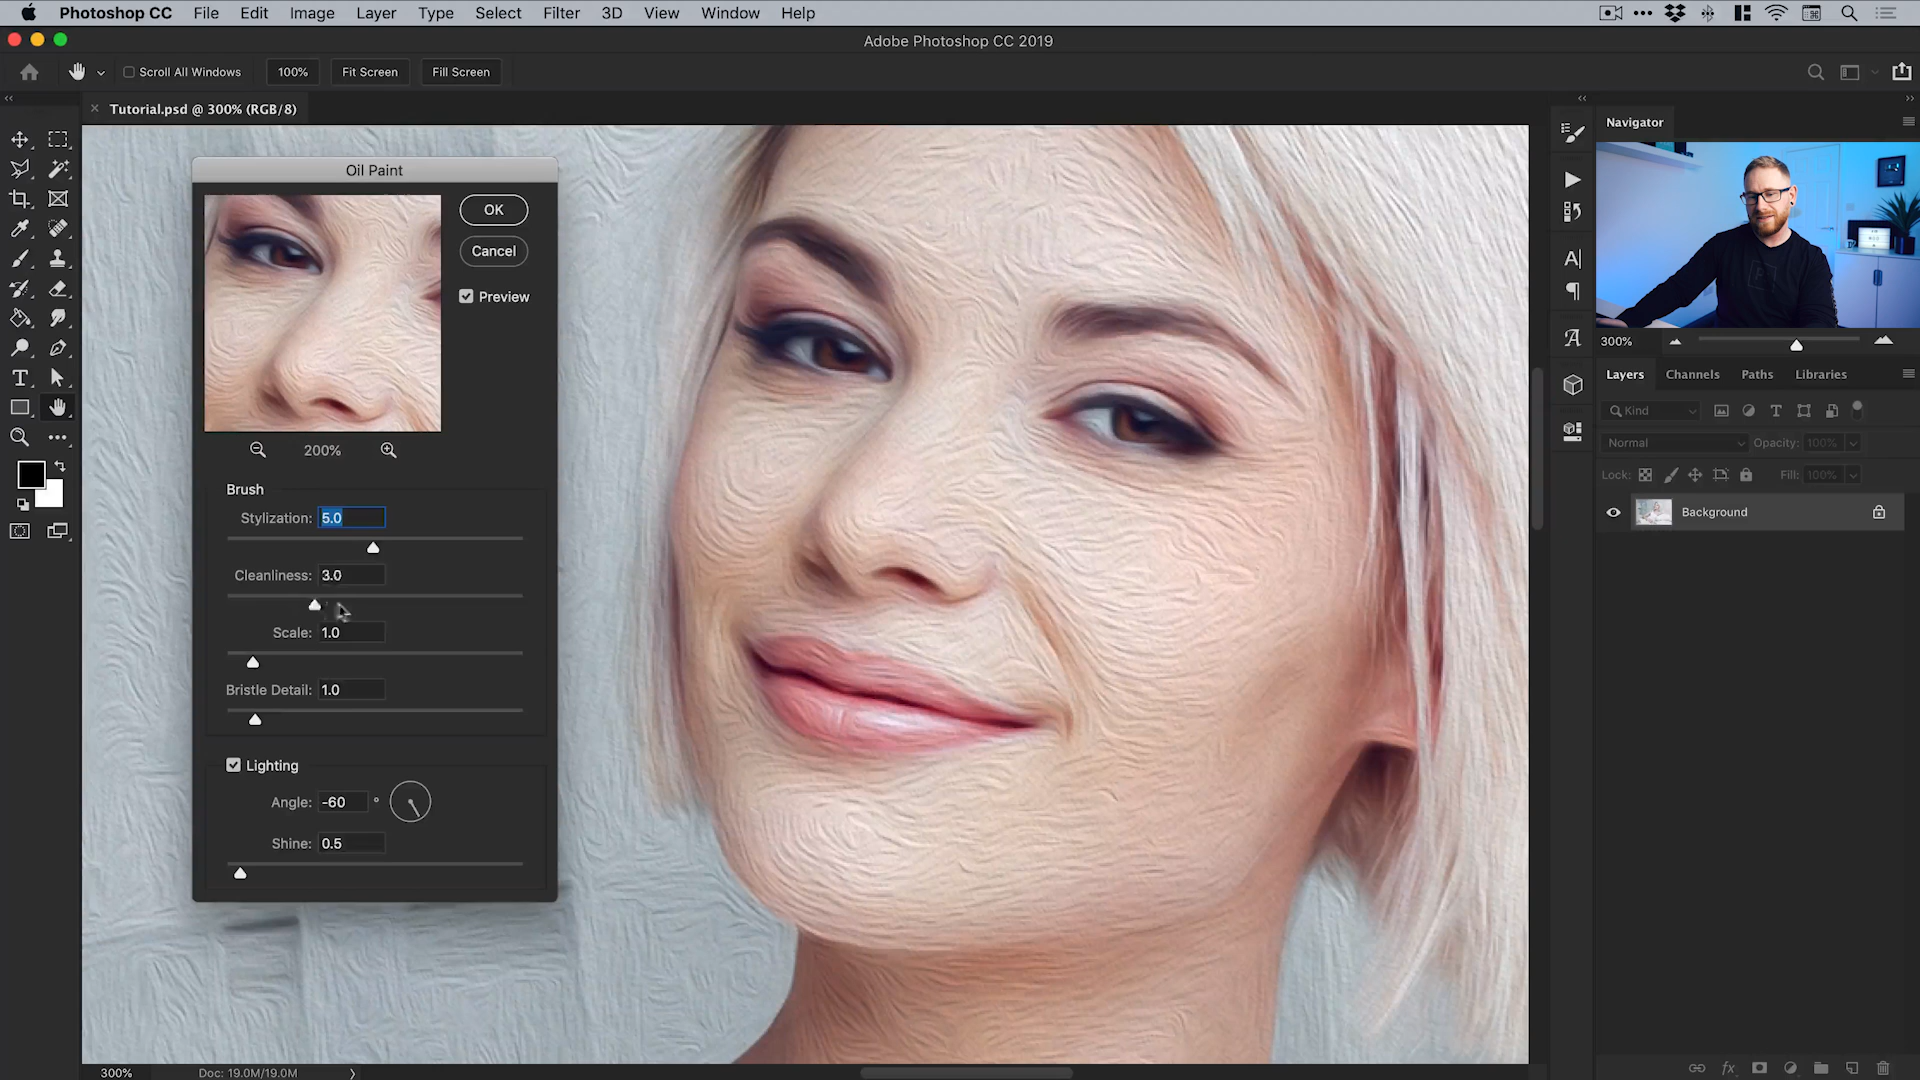 Photoshop CC File Edit Image Layer Type Select Filter 3D View Window Help
Adobe Photoshop CC 2019
Scroll All Windows 100% Fit Screen Fill Screen
Tutorial.psd @ 300% (RGB/8)
Navigator
Oil Paint
OK
Cancel
Preview
200%
300%
Brush
Stylization: 5.0
Cleanliness: 3.0
Scale: 1.0
Bristle Detail: 1.0
Lighting
Angle: -60 °
Shine: 0.5
Layers Channels Paths Libraries
Kind
Normal Opacity: 100%
Lock: Fill: 100%
Background
300% Doc: 19.0M/19.0M